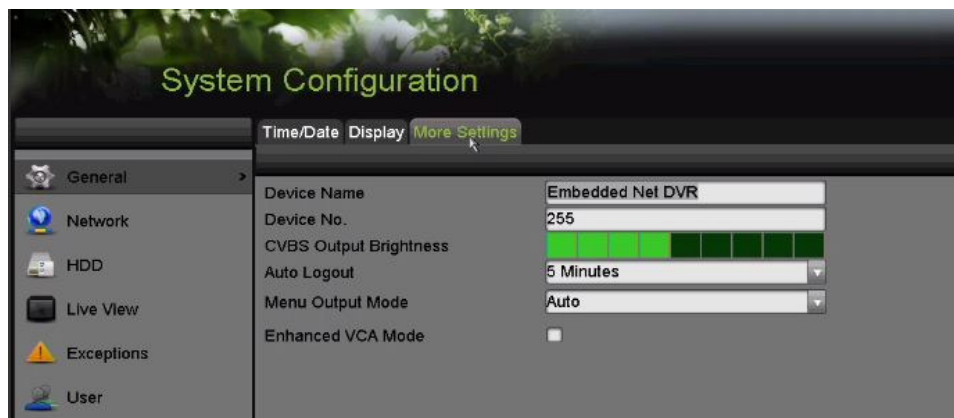 System Configuration
Time/Date Display More Settings
General >
Network
HDD
Live View
Exceptions
User
Device Name Embedded Net DVR
Device No. 255
CVBS Output Brightness
Auto Logout 5 Minutes
Menu Output Mode Auto
Enhanced VCA Mode